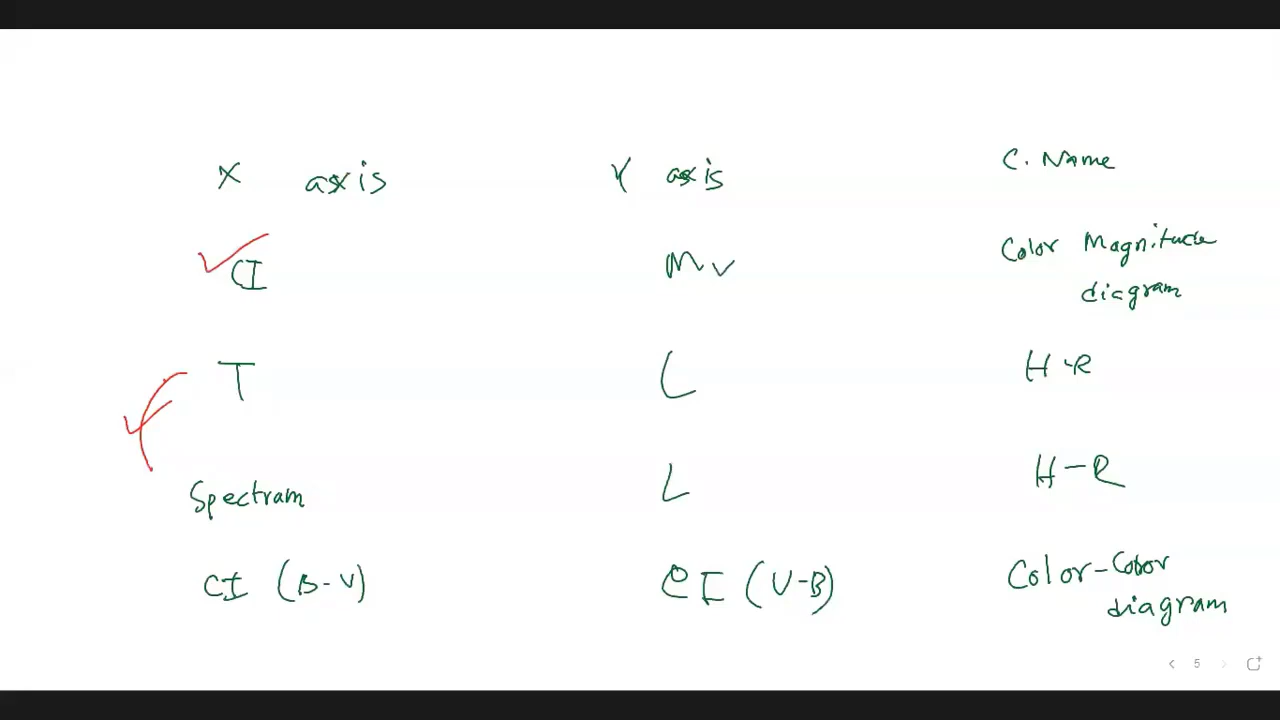 X axis Y axis C. Name
CI Mv Color Magnitude
diagram
T L H-R
Spectram L H-R
CI (B-V) CI (U-B) Color-Color
diagram
5